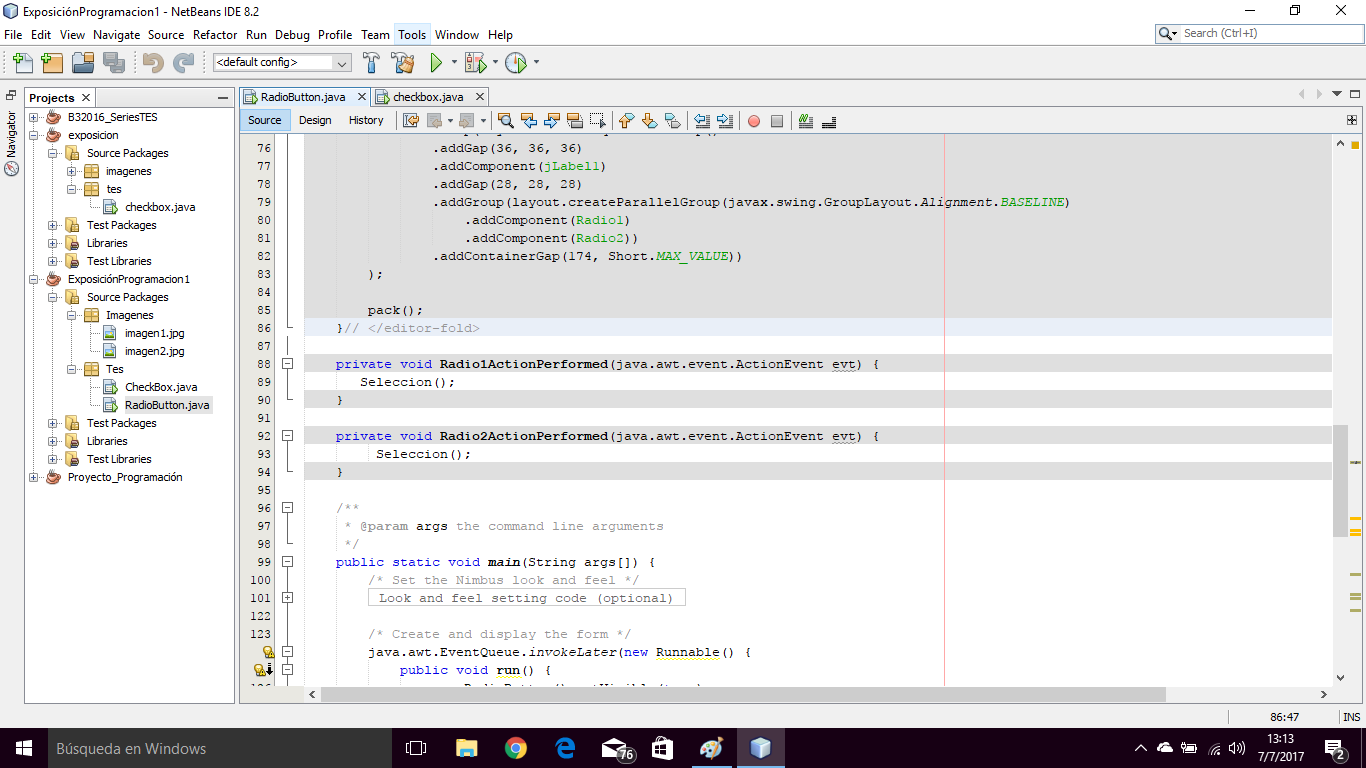 ExposiciónProgramacion1 - NetBeans IDE 8.2
File Edit View Navigate Source Refactor Run Debug Profile Team Tools Window Help
Search (Ctrl+I)
<default config>
Projects
Navigator
B32016_SeriesTES
exposicion
Source Packages
imagenes
tes
checkbox.java
Test Packages
Libraries
Test Libraries
ExposiciónProgramacion1
Source Packages
Imagenes
imagen1.jpg
imagen2.jpg
Tes
CheckBox.java
RadioButton.java
Test Packages
Libraries
Test Libraries
Proyecto_Programación
RadioButton.java checkbox.java
Source Design History
76 .addGap(36, 36, 36)
77 .addComponent(jLabel1)
78 .addGap(28, 28, 28)
79 .addGroup(layout.createParallelGroup(javax.swing.GroupLayout.Alignment.BASELINE)
80 .addComponent(Radio1)
81 .addComponent(Radio2))
82 .addContainerGap(174, Short.MAX_VALUE))
83 );
84
85 pack();
86 }// </editor-fold>
87
88 private void Radio1ActionPerformed(java.awt.event.ActionEvent evt) {
89 Seleccion();
90 }
91
92 private void Radio2ActionPerformed(java.awt.event.ActionEvent evt) {
93 Seleccion();
94 }
95
96 /**
97 * @param args the command line arguments
98 */
99 public static void main(String args[]) {
100 /* Set the Nimbus look and feel */
101 Look and feel setting code (optional)
122
123 /* Create and display the form */
java.awt.EventQueue.invokeLater(new Runnable() {
public void run() {
86:47 INS
Búsqueda en Windows
76
13:13
7/7/2017
2